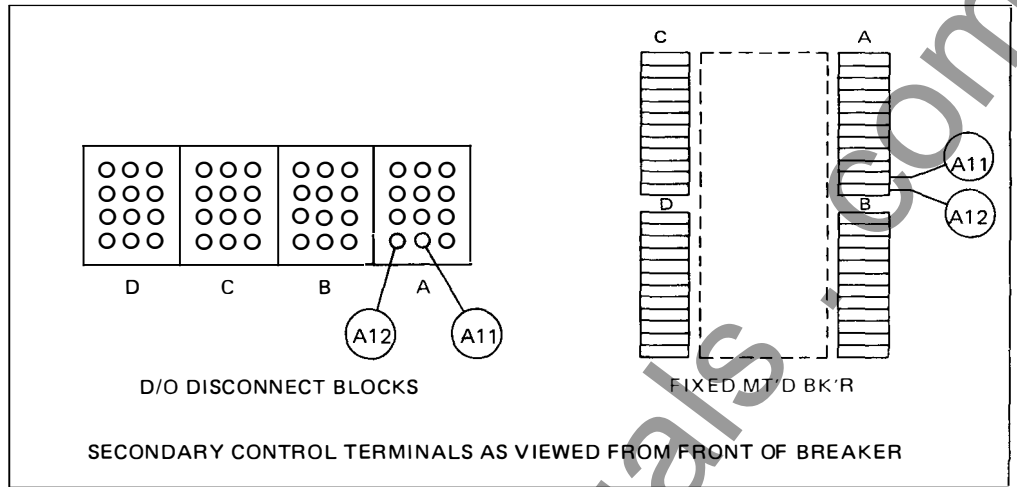 C A
A11
D B
A12
D C B A
A12 A11
D/O DISCONNECT BLOCKS
FIXED MT'D BK'R
SECONDARY CONTROL TERMINALS AS VIEWED FROM FRONT OF BREAKER